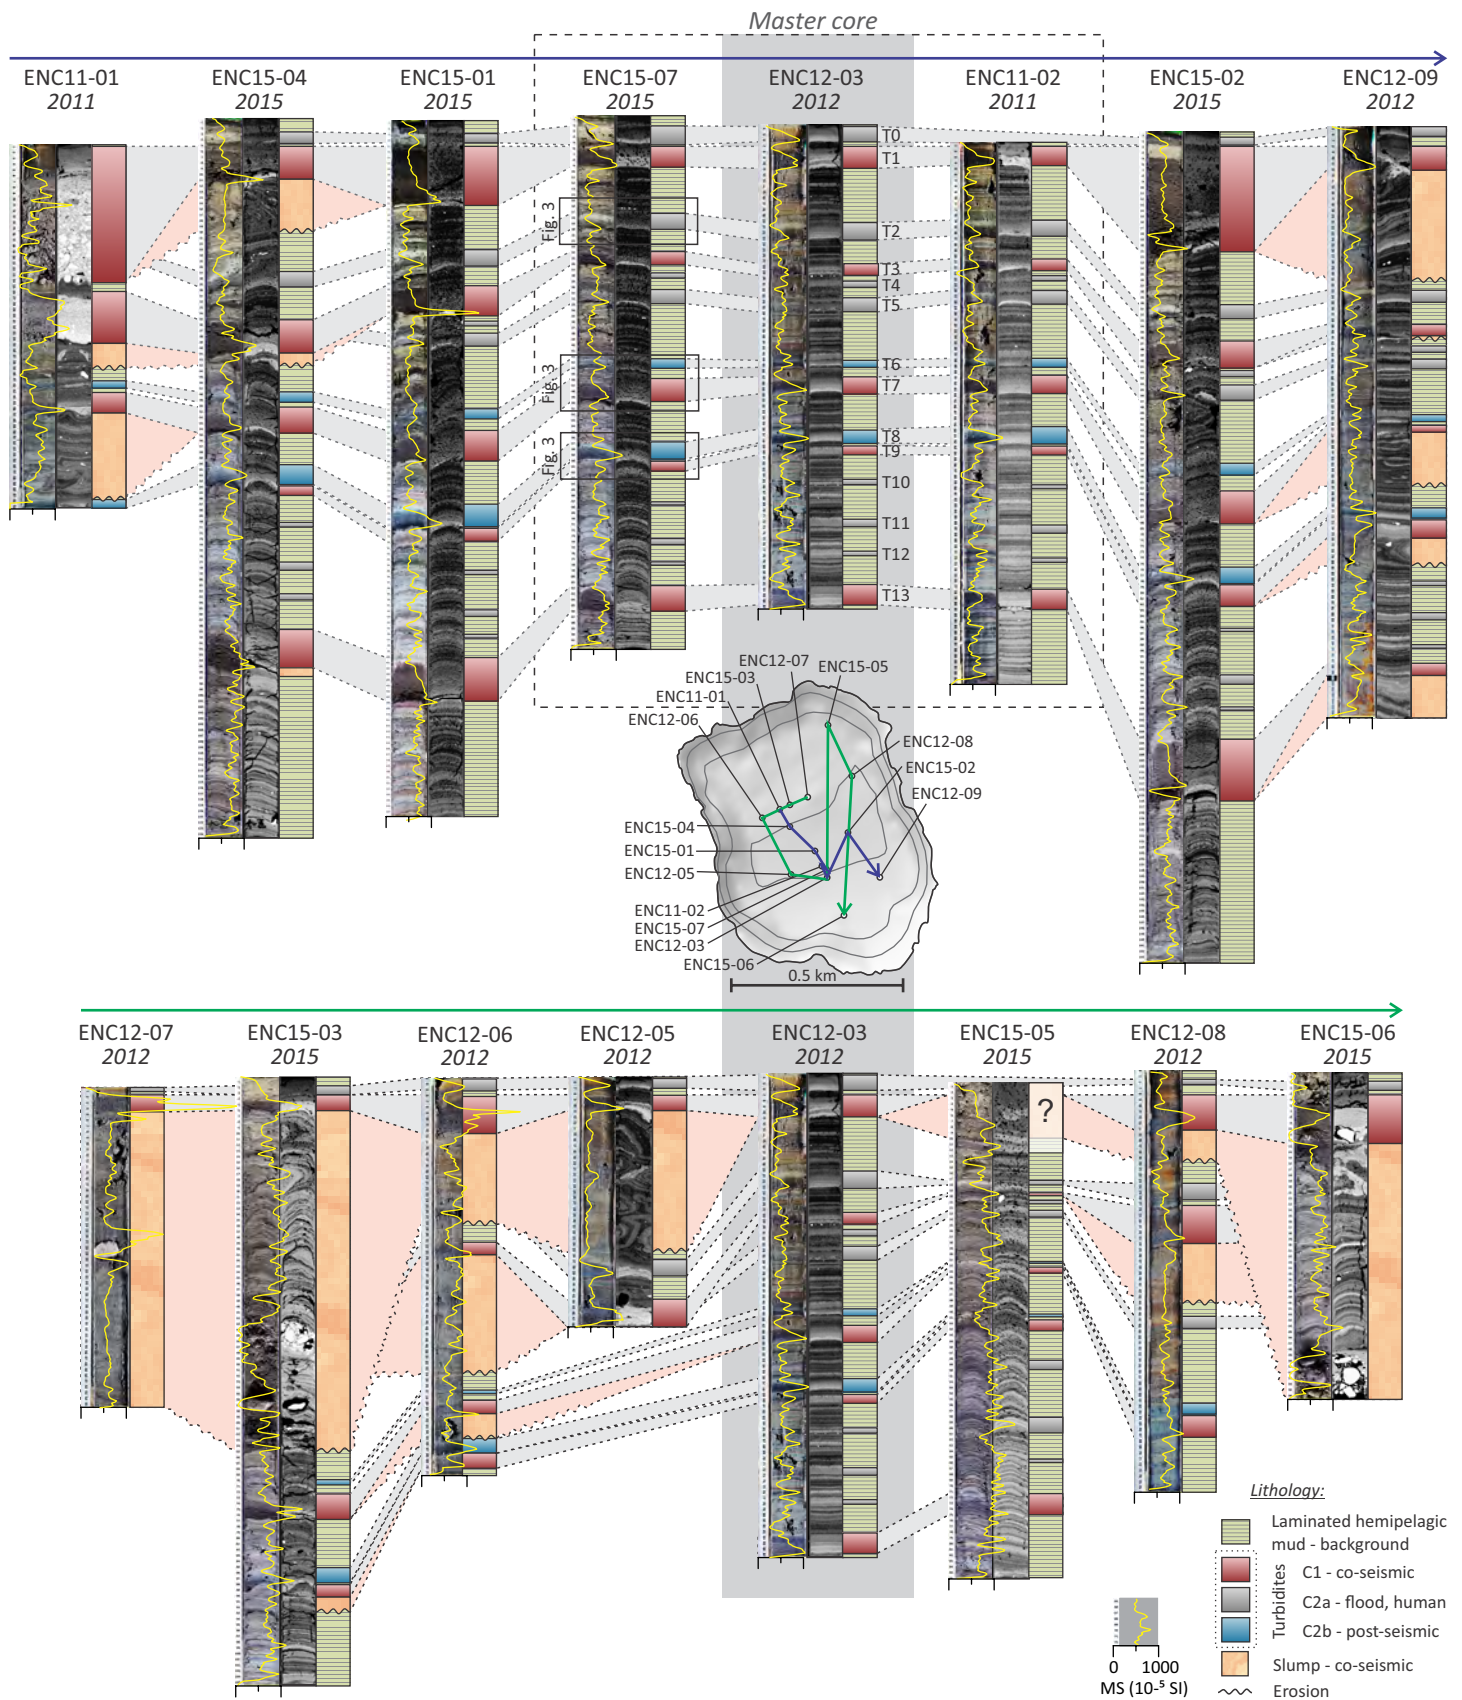 Master core
ENC11-01
2011
ENC15-04
2015
ENC15-01
2015
ENC15-07
2015
ENC12-03
2012
ENC11-02
2011
ENC15-02
2015
ENC12-09
2012
T0
T1
T2
T3
T4
T5
T6
T7
T8
T9
T10
T11
T12
T13
Fig. 3
Fig. 3
Fig. 3
ENC12-07
ENC15-05
ENC15-03
ENC11-01
ENC12-06
ENC12-08
ENC15-02
ENC12-09
ENC15-04
ENC15-01
ENC12-05
ENC11-02
ENC15-07
ENC12-03
ENC15-06
0.5 km
ENC12-07
2012
ENC15-03
2015
ENC12-06
2012
ENC12-05
2012
ENC12-03
2012
ENC15-05
2015
ENC12-08
2012
ENC15-06
2015
?
Lithology:
Laminated hemipelagic
mud - background
Turbidites
C1 - co-seismic
C2a - flood, human
C2b - post-seismic
Slump - co-seismic
Erosion
0 1000
MS (10-⁵ SI)